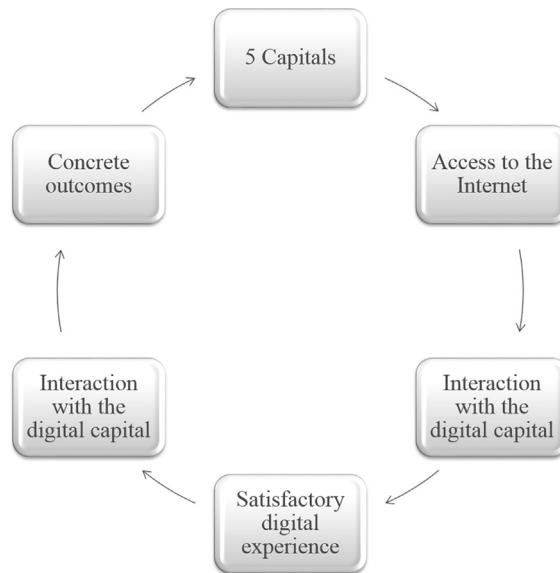 5 Capitals
Access to the
Internet
Interaction
with the
digital capital
Satisfactory
digital
experience
Interaction
with the
digital capital
Concrete
outcomes